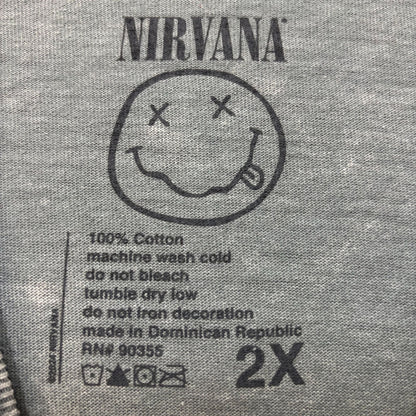 NIRVANA
100% Cotton
machine wash cold
do not bleach
tumble dry low
do not iron decoration
made in Dominican Republic
RN# 90355
2X
NIRVANA